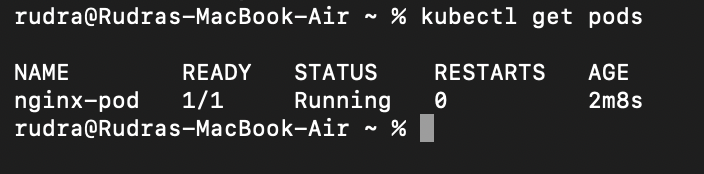 rudra@Rudras-MacBook-Air ~ % kubectl get pods
NAME READY STATUS RESTARTS AGE
nginx-pod 1/1 Running 0 2m8s
rudra@Rudras-MacBook-Air ~ %